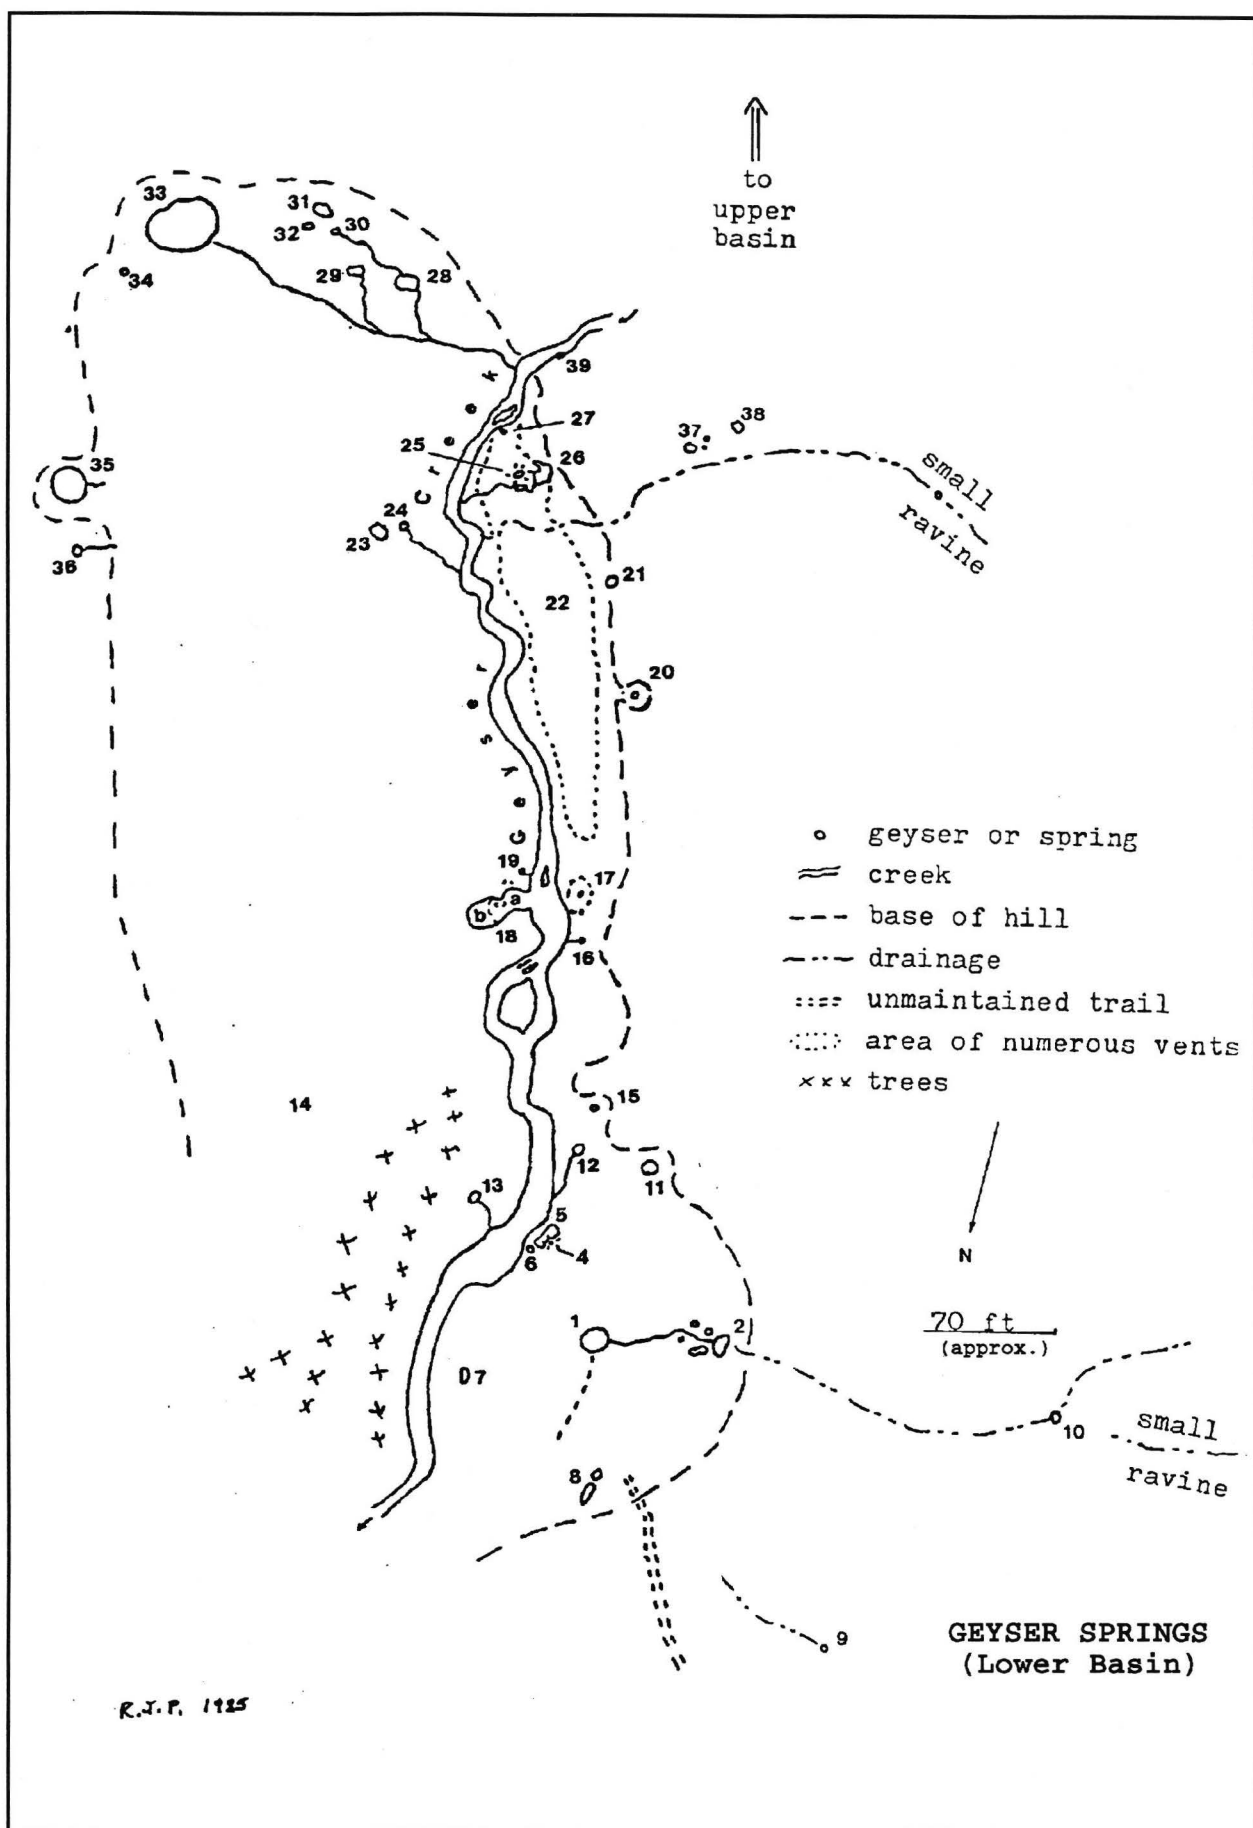 to
upper
basin
33
31
32
30
34
29
28
39
38
37
27
25
26
35
small
ravine
24
23
36
21
22
20
Geyser Creek
geyser or spring
19
17
creek
a
b
18
base of hill
16
drainage
unmaintained trail
area of numerous vents
trees
14
15
12
11
13
5
4
6
N
1
2
70 ft
(approx.)
7
10
small
ravine
8
9
GEYSER SPRINGS
(Lower Basin)
R.J.P. 1985